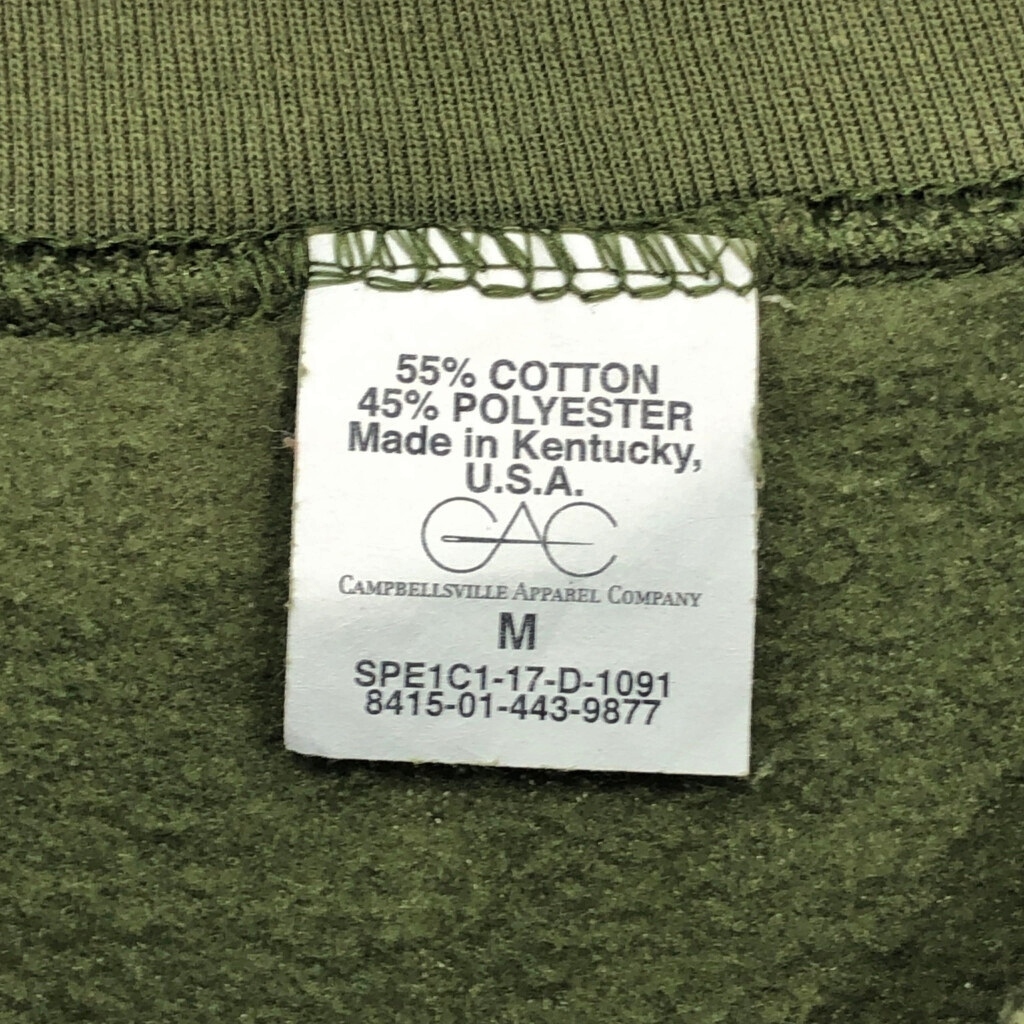 55% COTTON
45% POLYESTER
Made in Kentucky,
U.S.A.
CAC
CAMPBELLSVILLE APPAREL COMPANY
M
SPE1C1-17-D-1091
8415-01-443-9877